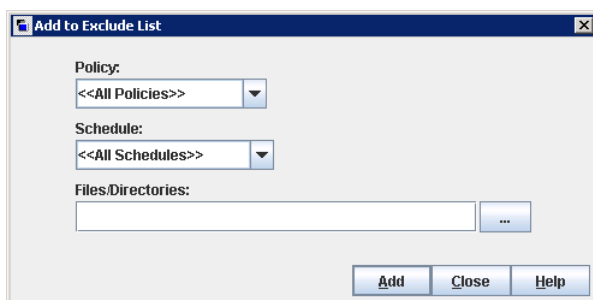 Add to Exclude List
Policy:
<<All Policies>>
Schedule:
<<All Schedules>>
Files/Directories:
...
Add Close Help